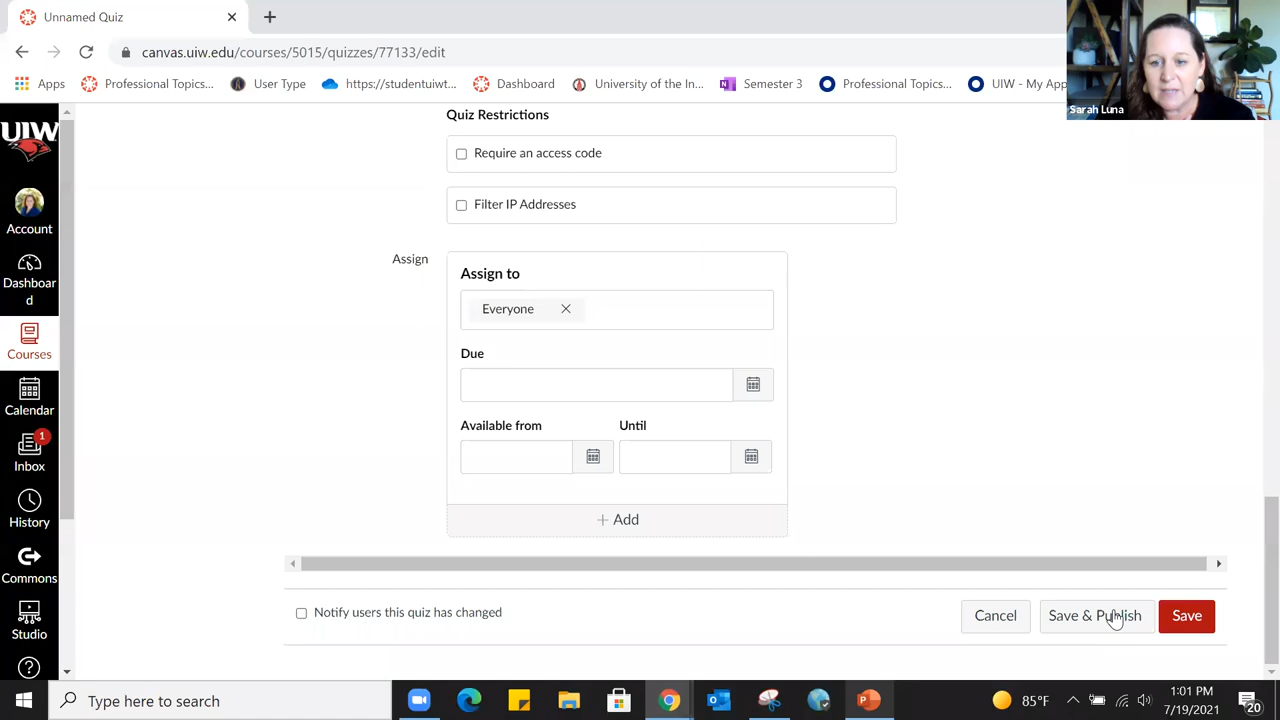 Unnamed Quiz
canvas.uiw.edu/courses/5015/quizzes/77133/edit
Apps
Professional Topics...
User Type
https://studentuiwt...
Dashboard
University of the In...
Semester 3
Professional Topics...
UIW - My App
Sarah Luna
UIW
Account
Dashboar
d
Courses
Calendar
1
Inbox
History
Commons
Studio
Quiz Restrictions
Require an access code
Filter IP Addresses
Assign
Assign to
Everyone
Due
Available from
Until
+ Add
Notify users this quiz has changed
Cancel
Save & Publish
Save
Type here to search
85°F
1:01 PM
7/19/2021
20